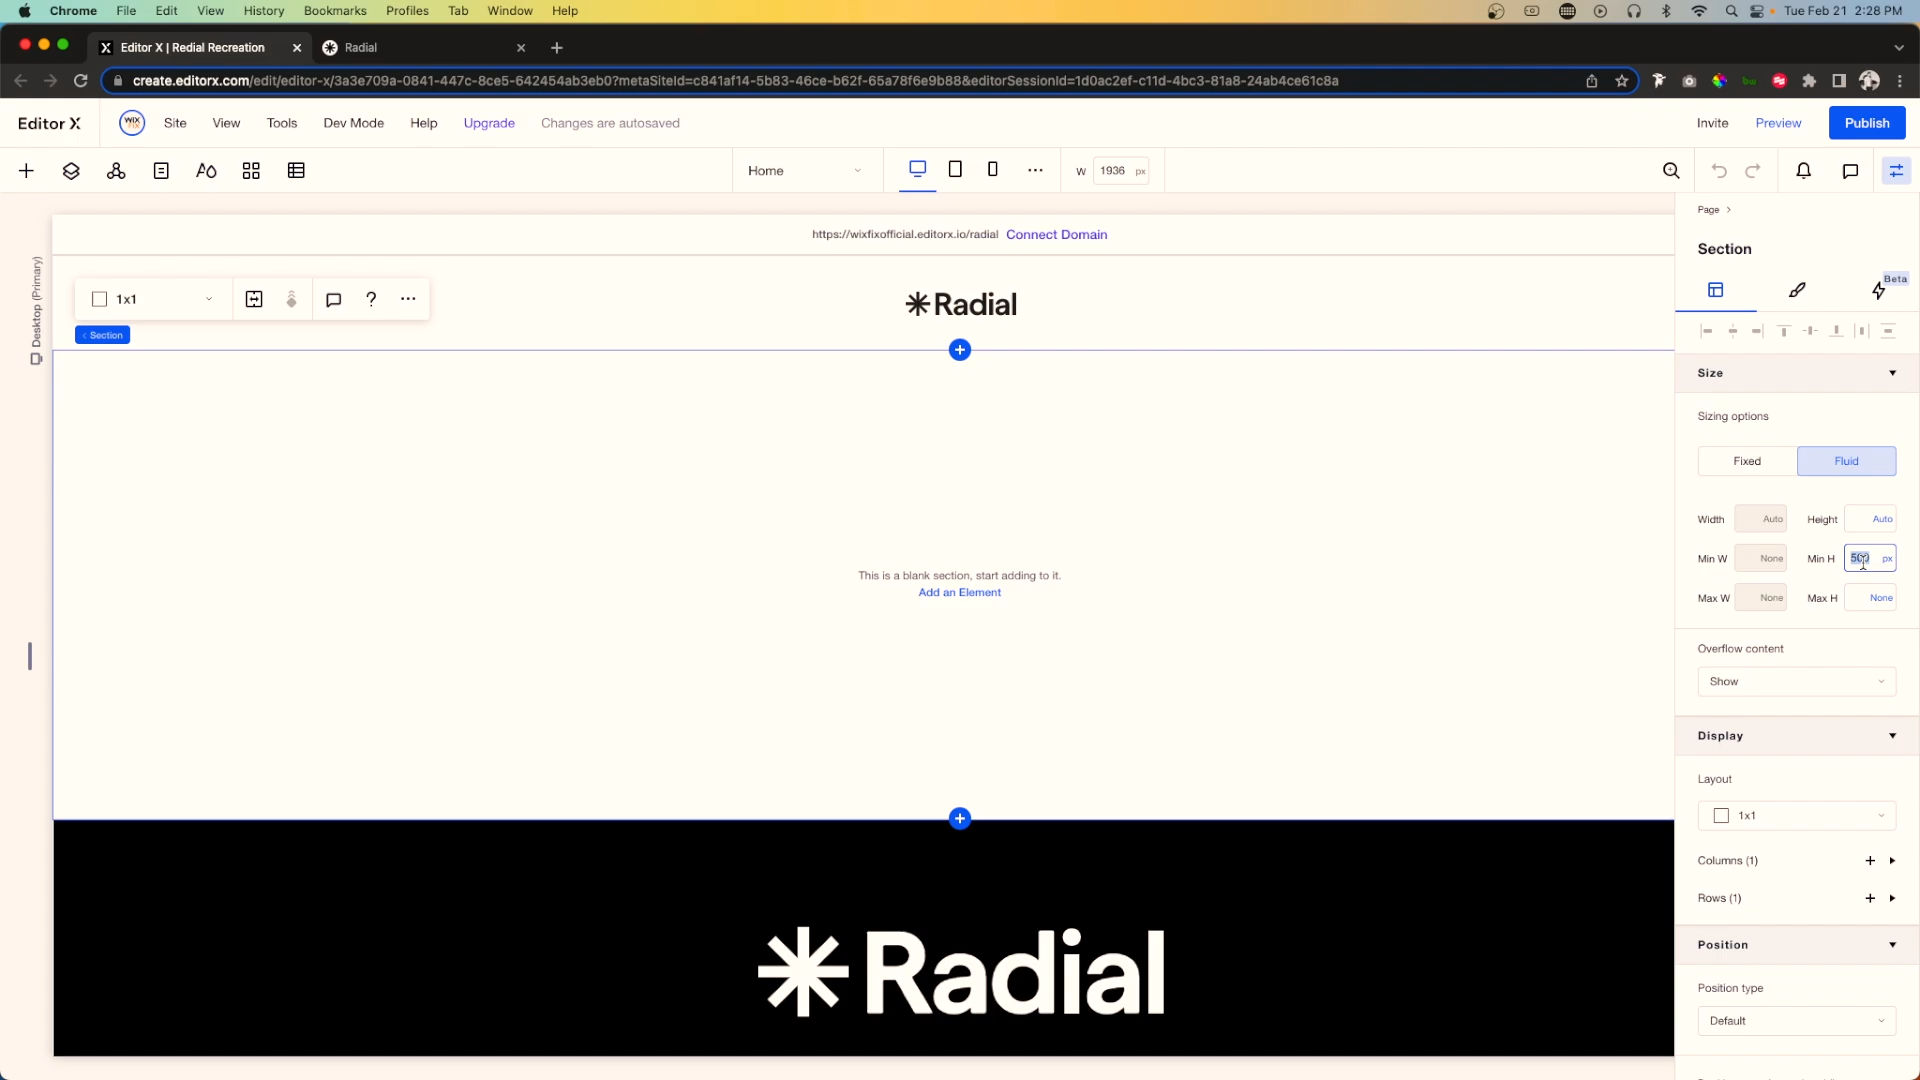 Chrome File Edit View History Bookmarks Profiles Tab Window Help Tue Feb 21 2:28 PM
Editor X | Redial Recreation Radial
create.editorx.com/edit/editor-x/3a3e709a-0841-447c-8ce5-642454ab3eb0?metaSiteId=c841af14-5b83-46ce-b62f-65a78f6e9b88&editorSessionId=1d0ac2ef-c11d-4bc3-81a8-24ab4ce61c8a
Editor X WIX FIX Site View Tools Dev Mode Help Upgrade Changes are autosaved Invite Preview Publish
Home W 1936 px
Page
https://wixfixofficial.editorx.io/radial Connect Domain
Section
Beta
Desktop (Primary)
1x1 ?
Radial
Section
Size
Sizing options
Fixed Fluid
Width Auto Height Auto
Min W None Min H 500 px
Max W None Max H None
This is a blank section, start adding to it.
Add an Element
Overflow content
Show
Display
Layout
1x1
Columns (1)
Rows (1)
Position
Position type
Default
Radial